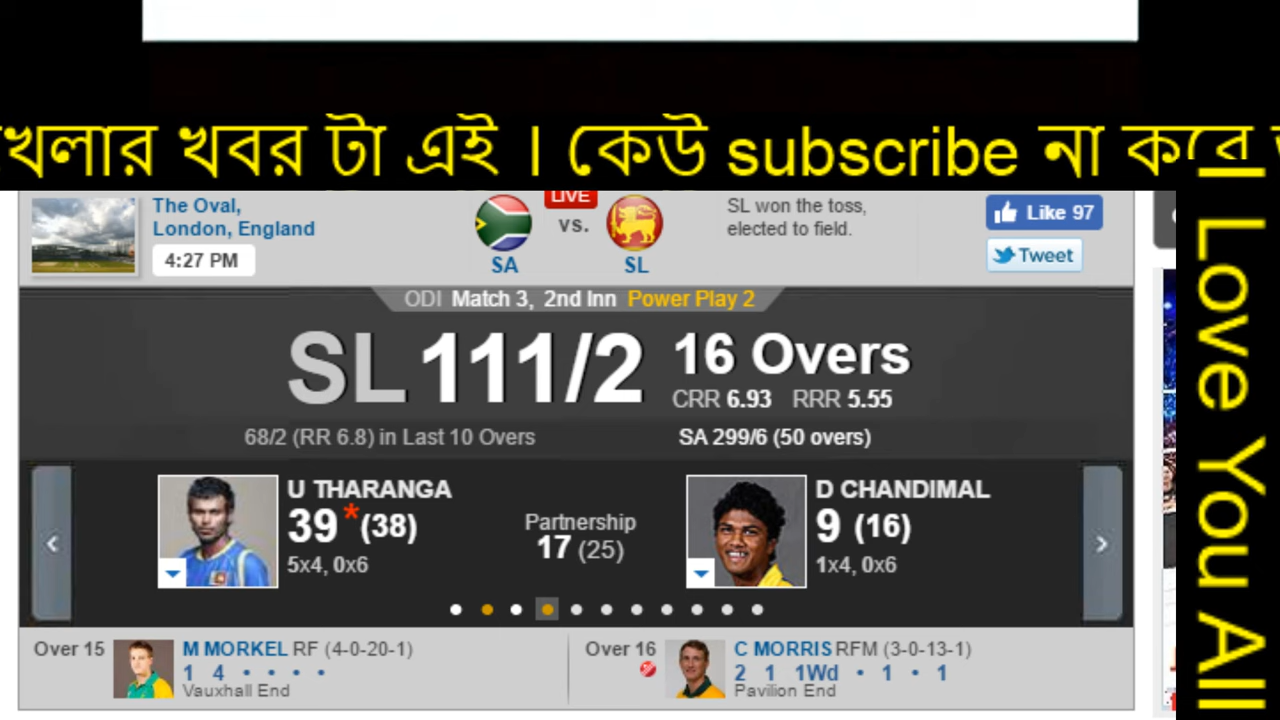 খেলার খবর টা এই । কেউ subscribe না করে
The Oval,
London, England
4:27 PM
LIVE
vs.
SA
SL
SL won the toss,
elected to field.
Like 97
Tweet
ODI Match 3, 2nd Inn Power Play 2
SL 111/2
16 Overs
CRR 6.93 RRR 5.55
68/2 (RR 6.8) in Last 10 Overs
SA 299/6 (50 overs)
U THARANGA
39*(38)
5x4, 0x6
Partnership
17 (25)
D CHANDIMAL
9 (16)
1x4, 0x6
Over 15
M MORKEL RF (4-0-20-1)
1 4 • • • •
Vauxhall End
Over 16
C MORRIS RFM (3-0-13-1)
2 1 1Wd • 1 • 1
Pavilion End
I Love You All